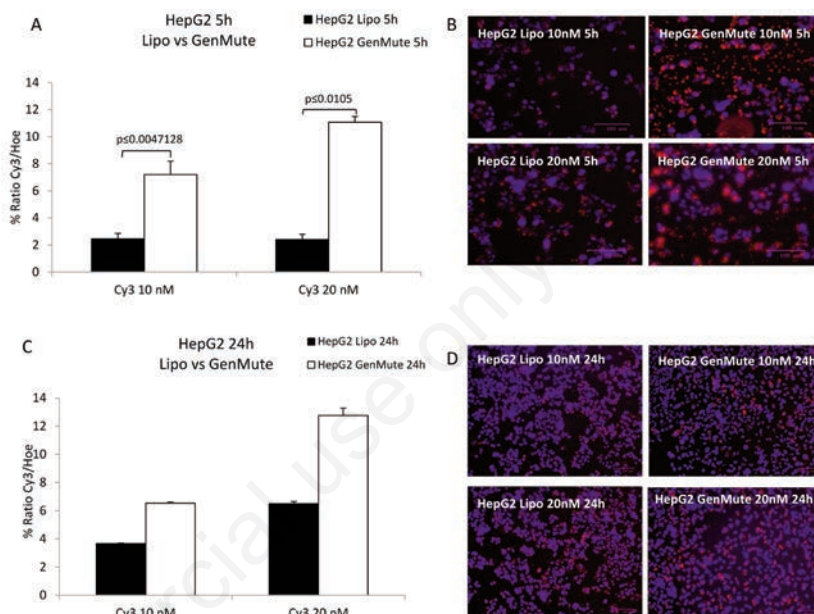 A
HepG2 5h
Lipo vs GenMute
HepG2 Lipo 5h
HepG2 GenMute 5h
% Ratio Cy3/Hoe
14
12
10
8
6
4
2
0
p≤0.0047128
p≤0.0105
Cy3 10 nM
Cy3 20 nM
B
HepG2 Lipo 10nM 5h
HepG2 GenMute 10nM 5h
HepG2 Lipo 20nM 5h
HepG2 GenMute 20nM 5h
C
HepG2 24h
Lipo vs GenMute
HepG2 Lipo 24h
HepG2 GenMute 24h
% Ratio Cy3/Hoe
14
12
10
8
6
4
2
0
Cy3 10 nM
Cy3 20 nM
D
HepG2 Lipo 10nM 24h
HepG2 GenMute 10nM 24h
HepG2 Lipo 20nM 24h
HepG2 GenMute 20nM 24h
rcial use only